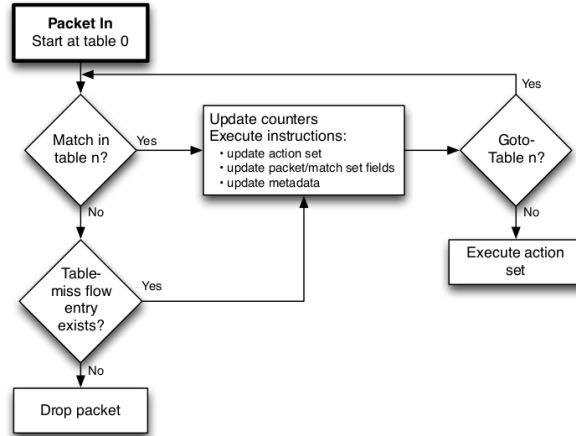 Packet In
Start at table 0
Yes
Match in
table n?
Yes
Update counters
Execute instructions:
• update action set
• update packet/match set fields
• update metadata
Goto-
Table n?
No
No
Execute action
set
Table-
miss flow
entry
exists?
Yes
No
Drop packet